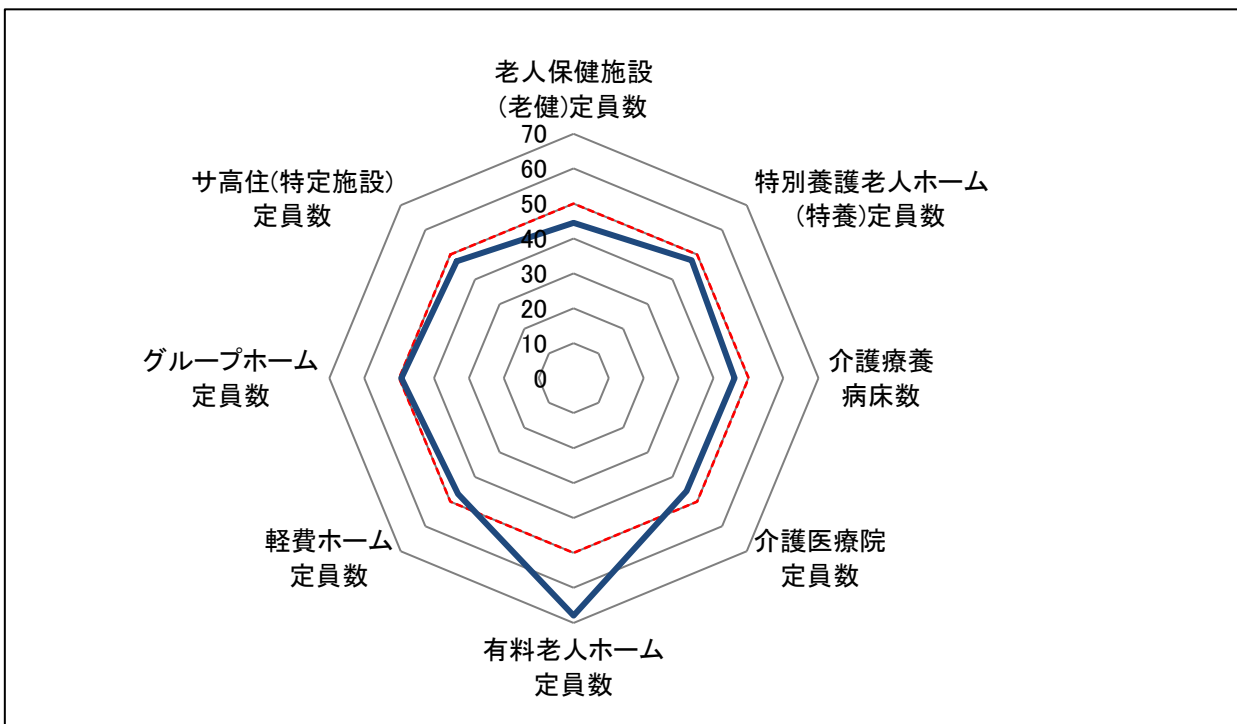 老人保健施設
(老健)定員数
70
60
50
40
30
20
10
0
特別養護老人ホーム
(特養)定員数
介護療養
病床数
介護医療院
定員数
有料老人ホーム
定員数
軽費ホーム
定員数
グループホーム
定員数
サ高住(特定施設)
定員数